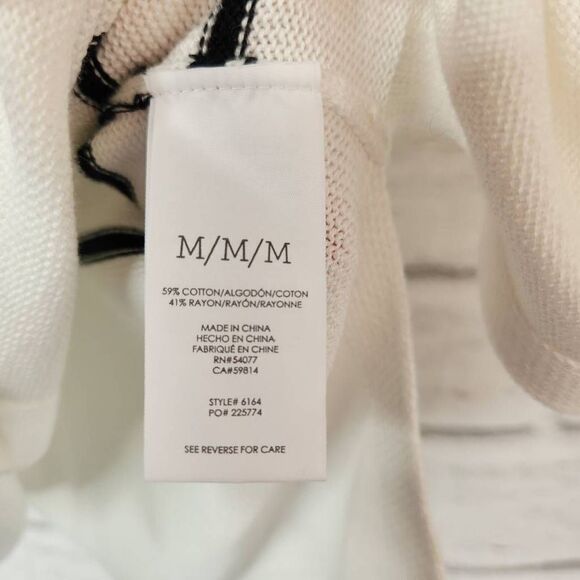 M/M/M
59% COTTON/ALGODÓN/COTON
41% RAYON/RAYÓN/RAYONNE
MADE IN CHINA
HECHO EN CHINA
FABRIQUÉ EN CHINE
RN#54077
CA#59814
STYLE# 6164
PO# 225774
SEE REVERSE FOR CARE